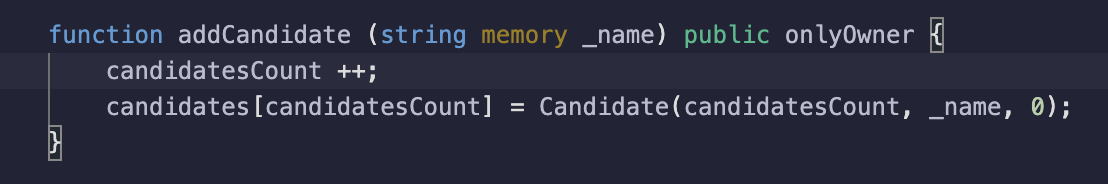 function addCandidate (string memory _name) public onlyOwner {
    candidatesCount ++;
    candidates[candidatesCount] = Candidate(candidatesCount, _name, 0);
}